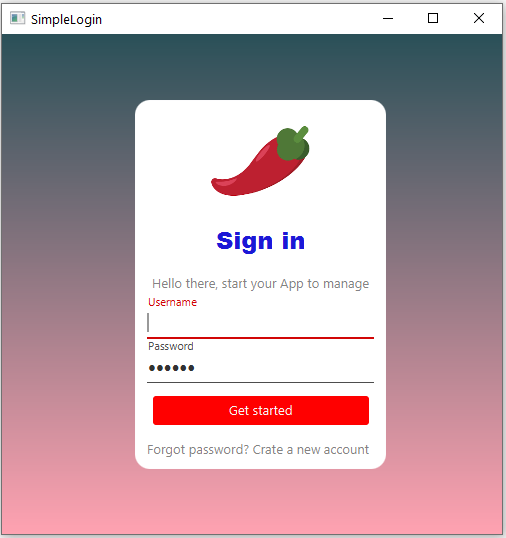 SimpleLogin
Sign in
Hello there, start your App to manage
Username
Password
••••••
Get started
Forgot password? Crate a new account